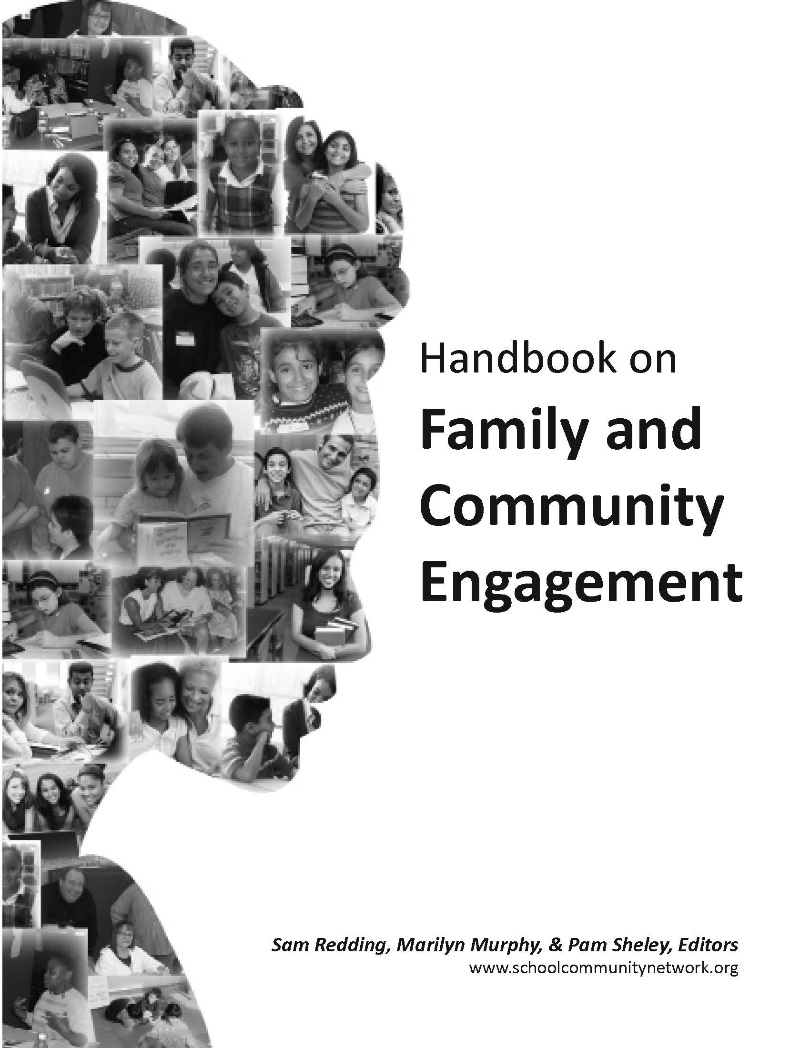 Handbook on
Family and
Community
Engagement
Sam Redding, Marilyn Murphy, & Pam Sheley, Editors
www.schoolcommunitynetwork.org